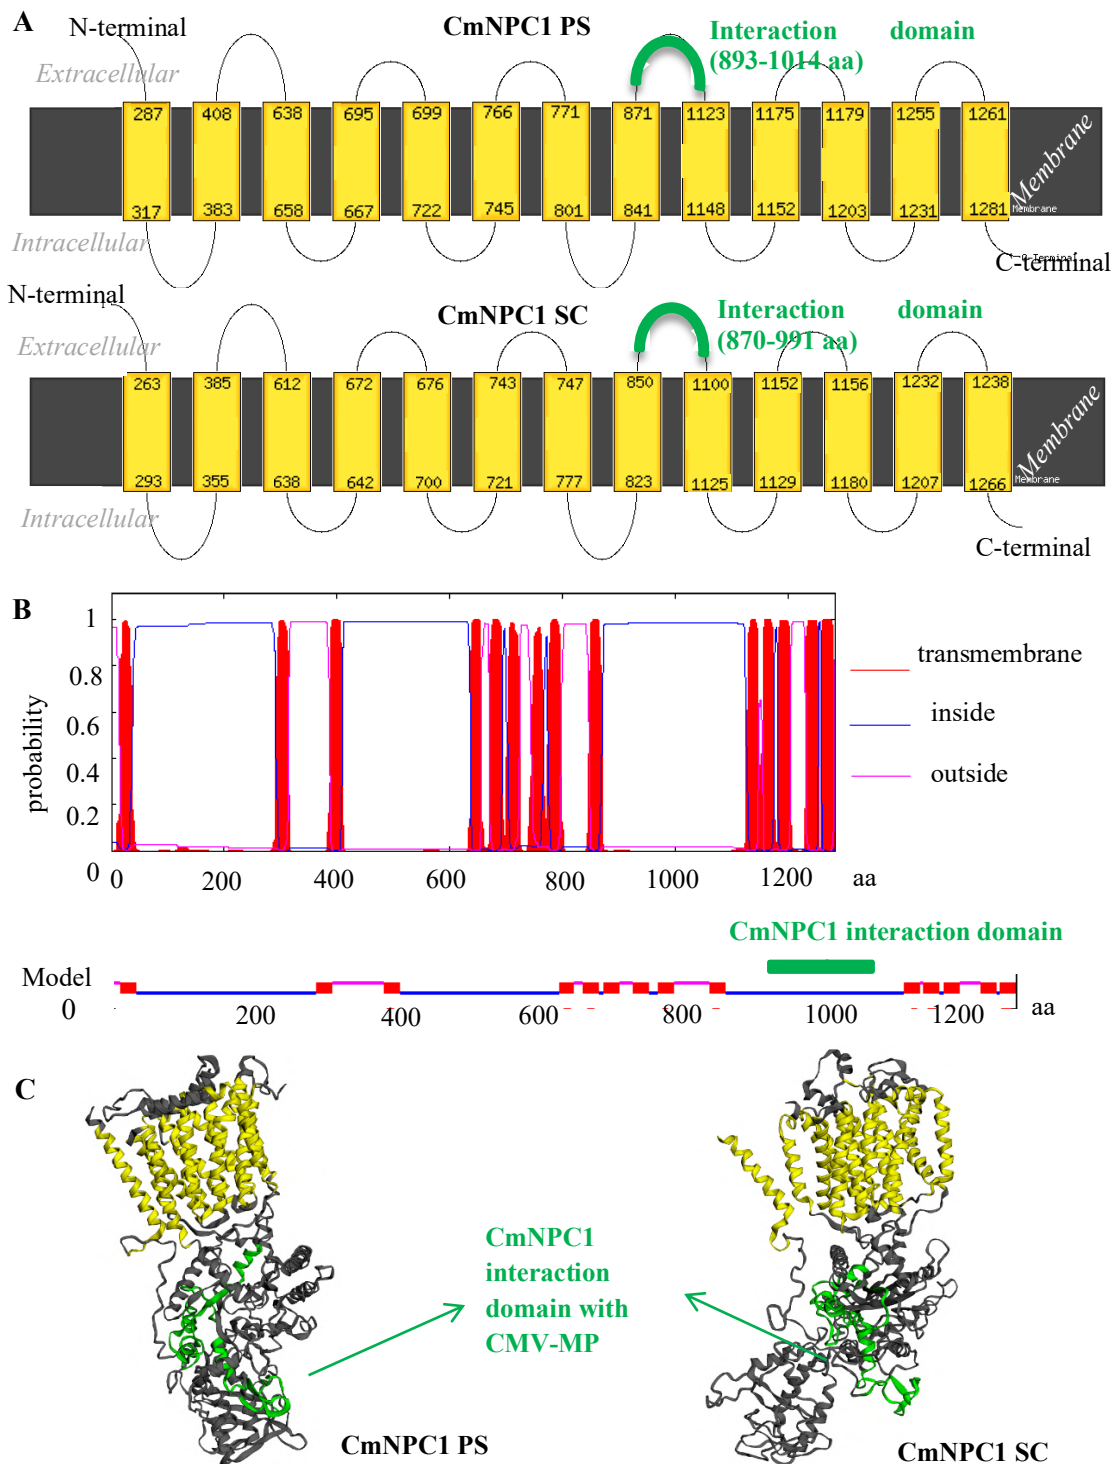 A
N-terminal
CmNPC1 PS
Interaction domain
(893-1014 aa)
Extracellular
287 408 638 695 699 766 771 871 1123 1175 1179 1255 1261
317 383 658 667 722 745 801 841 1148 1152 1203 1231 1281
Membrane
Membrane
Intracellular
C-terminal
N-terminal
CmNPC1 SC
Interaction domain
(870-991 aa)
Extracellular
263 385 612 672 676 743 747 850 1100 1152 1156 1232 1238
293 355 638 642 700 721 777 823 1125 1129 1180 1207 1266
Membrane
Membrane
Intracellular
C-terminal
B
1
0.8
0.6
0.4
0.2
0
probability
transmembrane
inside
outside
0 200 400 600 800 1000 1200 aa
CmNPC1 interaction domain
Model
0 200 400 600 800 1000 1200 aa
C
CmNPC1
interaction
domain with
CMV-MP
CmNPC1 PS
CmNPC1 SC